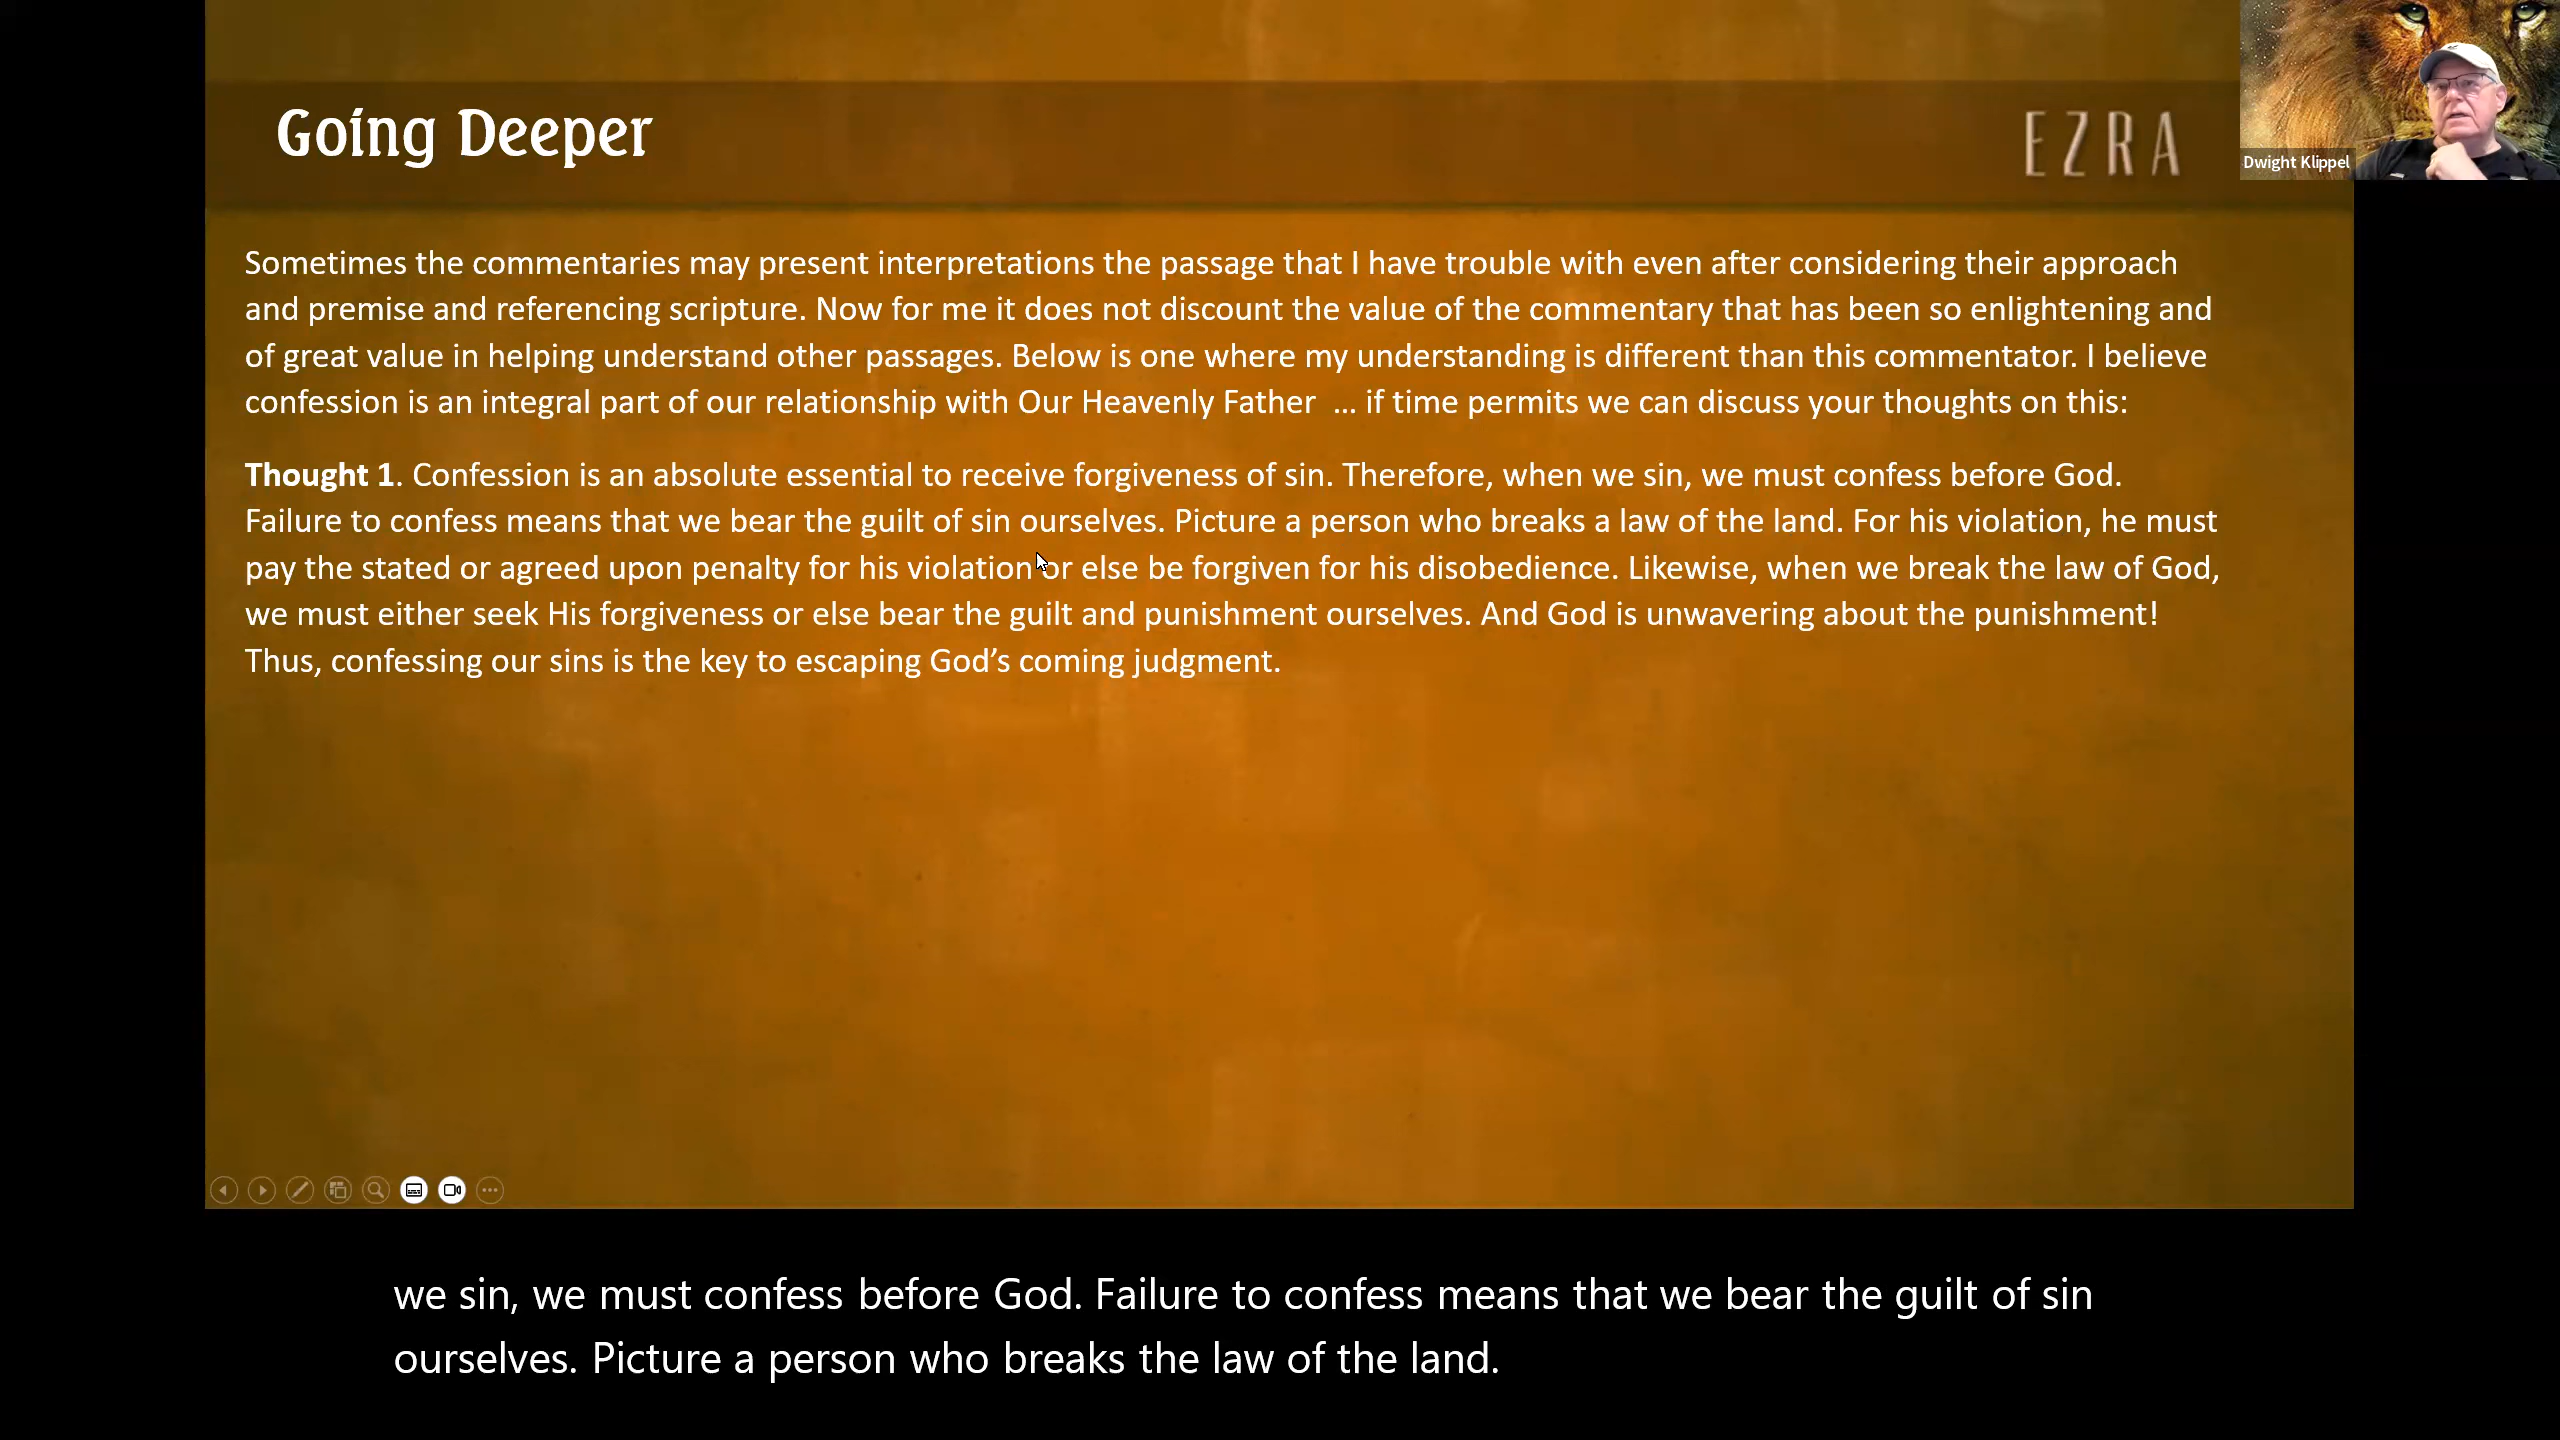 Going Deeper
EZRA
Dwight Klippel
Sometimes the commentaries may present interpretations the passage that I have trouble with even after considering their approach
and premise and referencing scripture. Now for me it does not discount the value of the commentary that has been so enlightening and
of great value in helping understand other passages. Below is one where my understanding is different than this commentator. I believe
confession is an integral part of our relationship with Our Heavenly Father ... if time permits we can discuss your thoughts on this:
Thought 1. Confession is an absolute essential to receive forgiveness of sin. Therefore, when we sin, we must confess before God.
Failure to confess means that we bear the guilt of sin ourselves. Picture a person who breaks a law of the land. For his violation, he must
pay the stated or agreed upon penalty for his violation or else be forgiven for his disobedience. Likewise, when we break the law of God,
we must either seek His forgiveness or else bear the guilt and punishment ourselves. And God is unwavering about the punishment!
Thus, confessing our sins is the key to escaping God’s coming judgment.
we sin, we must confess before God. Failure to confess means that we bear the guilt of sin
ourselves. Picture a person who breaks the law of the land.